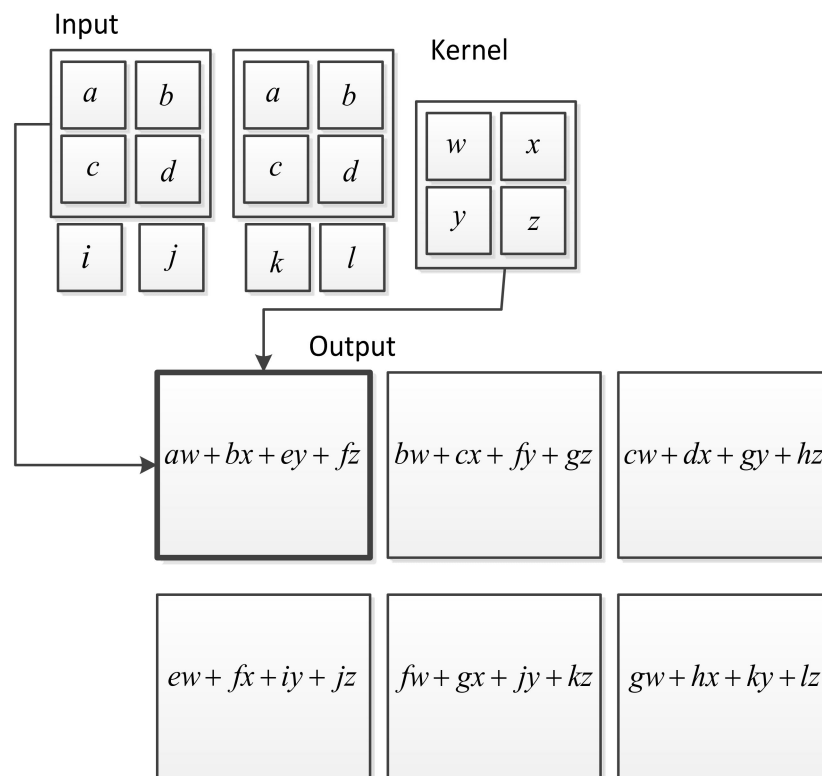 Input
Kernel
a b a b
w x
c d c d
y z
i j k l
Output
aw + bx + ey + fz bw + cx + fy + gz cw + dx + gy + hz
ew + fx + iy + jz fw + gx + jy + kz gw + hx + ky + lz